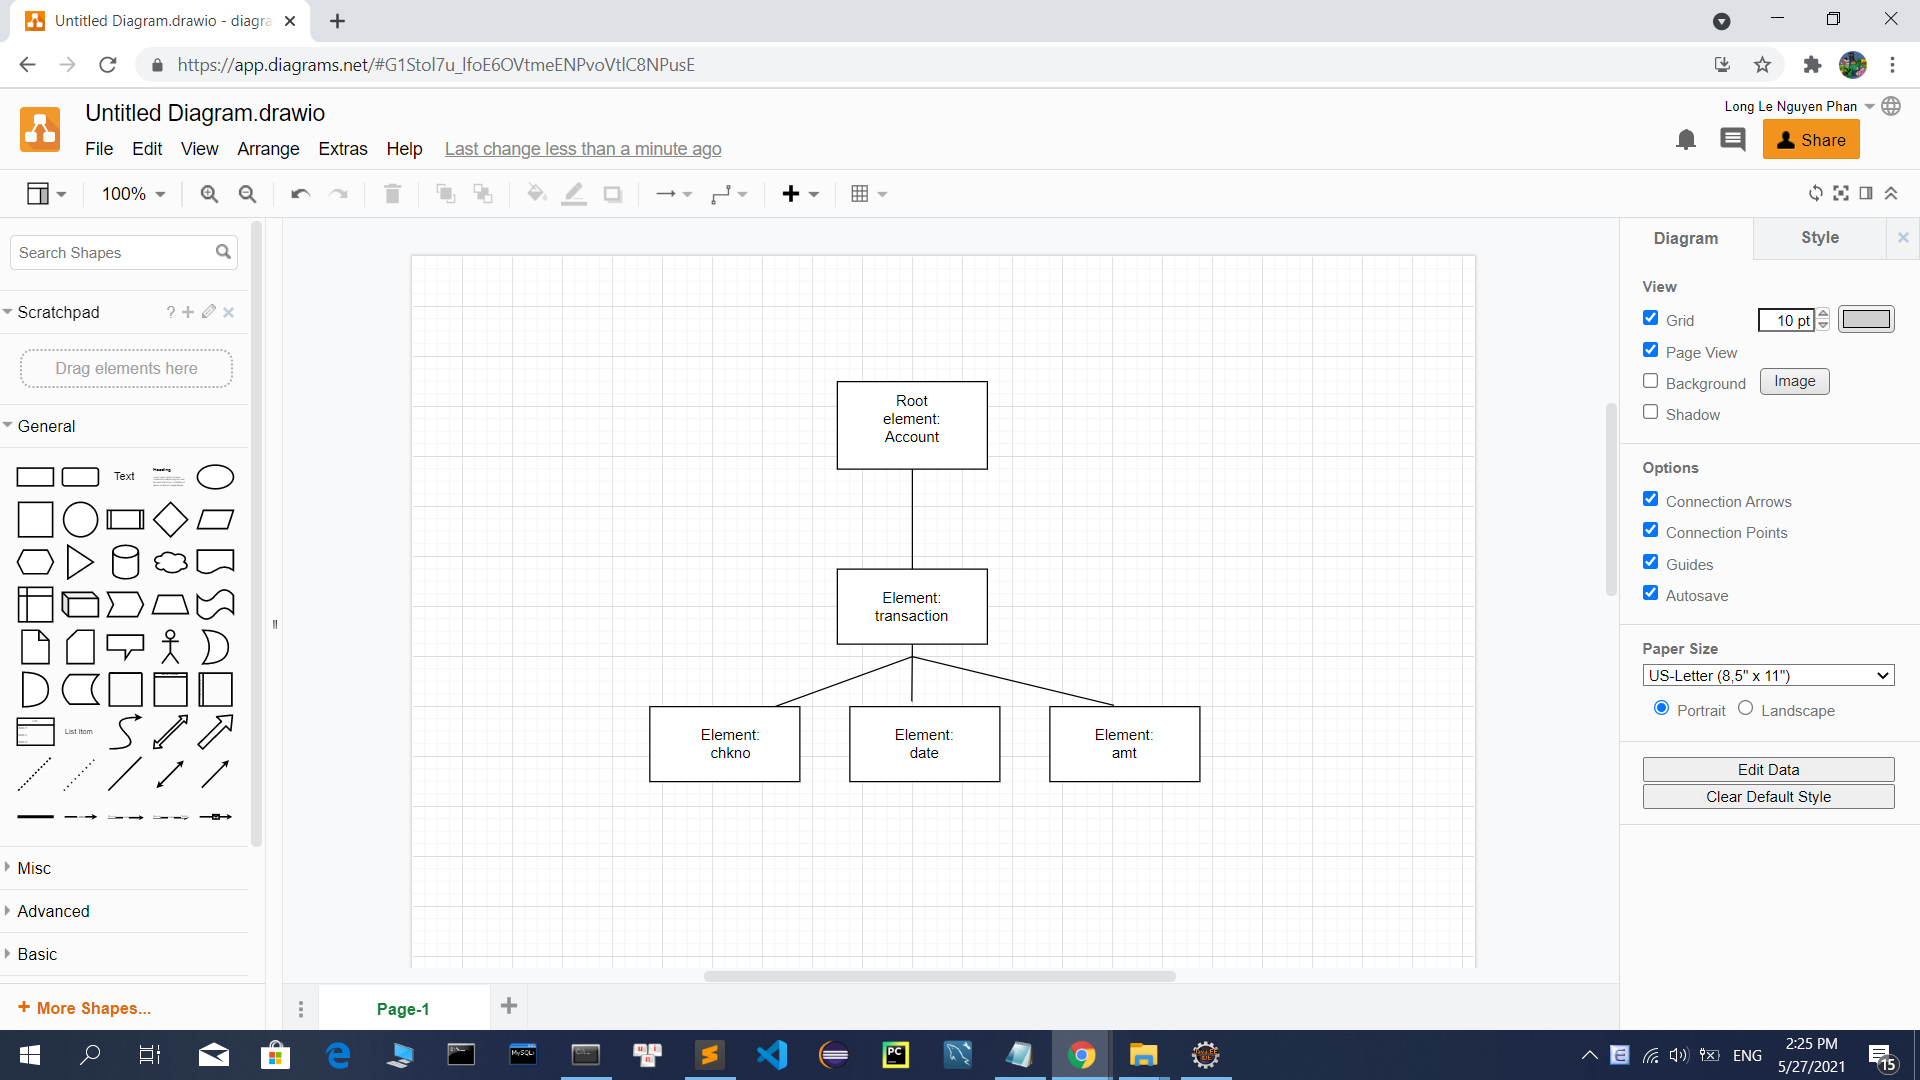 Untitled Diagram.drawio - diagra
https://app.diagrams.net/#G1Stol7u_lfoE6OVtmeENPvoVtlC8NPusE
Untitled Diagram.drawio
Long Le Nguyen Phan
File Edit View Arrange Extras Help Last change less than a minute ago
Share
100%
Search Shapes
Scratchpad
?
Drag elements here
General
Text
Heading
List Item
Misc
Advanced
Basic
+ More Shapes...
Root
element:
Account
Element:
transaction
Element:
chkno
Element:
date
Element:
amt
Page-1
Diagram
Style
View
Grid
10 pt
Page View
Background
Image
Shadow
Options
Connection Arrows
Connection Points
Guides
Autosave
Paper Size
US-Letter (8,5" x 11")
Portrait
Landscape
Edit Data
Clear Default Style
MySQL
PC
ENG
2:25 PM
5/27/2021
15